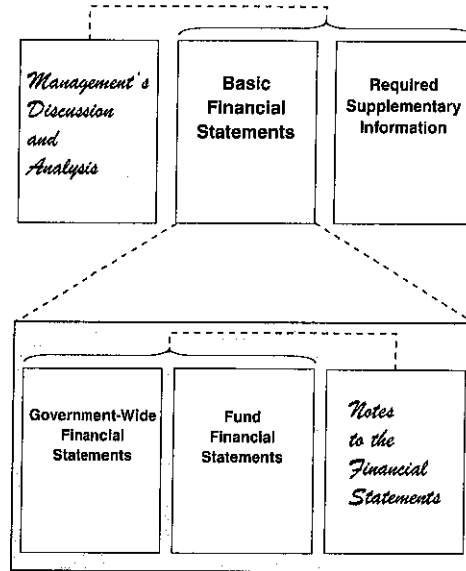 Management's
Discussion
and
Analysis
Basic
Financial
Statements
Required
Supplementary
Information
Government-Wide
Financial
Statements
Fund
Financial
Statements
Notes
to the
Financial
Statements